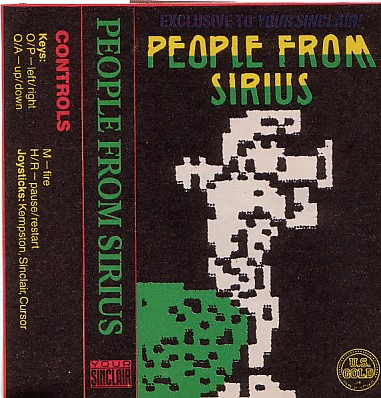 CONTROLS
Keys:
O/P – left/right
Q/A – up/down
M – fire
H/R – pause/restart
Joysticks: Kempston, Sinclair, Cursor
PEOPLE FROM SIRIUS
YOUR
SINCLAIR
EXCLUSIVE TO YOUR SINCLAIR!
PEOPLE FROM
SIRIUS
U.S.
GOLD